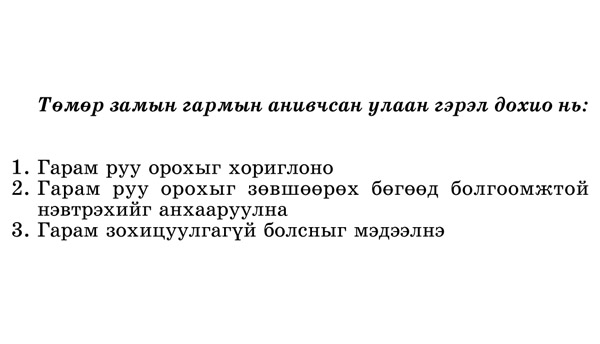 Төмөр замын гармын анивчсан улаан гэрэл дохио нь:
1. Гарам руу орохыг хориглоно
2. Гарам руу орохыг зөвшөөрөх бөгөөд болгоомжтой
нэвтрэхийг анхааруулна
3. Гарам зохицуулгагүй болсныг мэдээлнэ